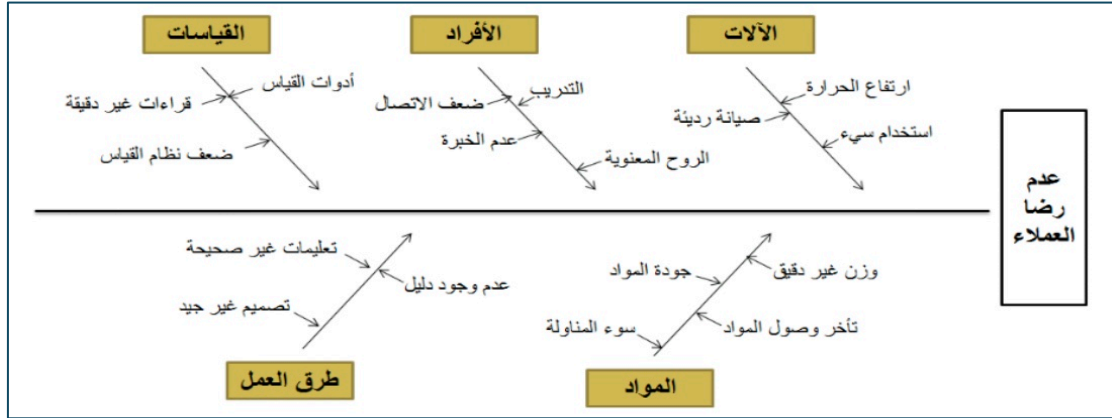 الآلات
الأفراد
القياسات
ارتفاع الحرارة
صيانة رديئة
استخدام سيء
التدريب
ضعف الاتصال
عدم الخبرة
الروح المعنوية
أدوات القياس
قراءات غير دقيقة
ضعف نظام القياس
عدم
رضا
العملاء
وزن غير دقيق
جودة المواد
تأخر وصول المواد
سوء المناولة
تعليمات غير صحيحة
عدم وجود دليل
تصميم غير جيد
المواد
طرق العمل